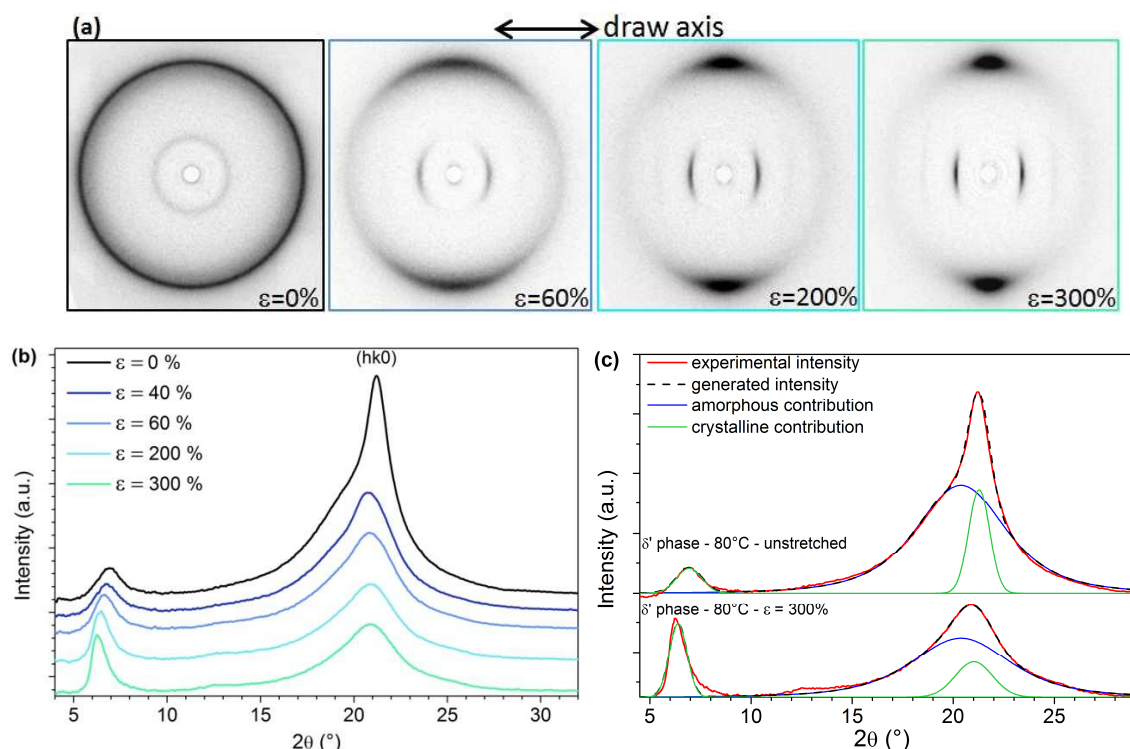 (a)
draw axis
ε=0%
ε=60%
ε=200%
ε=300%
(b)
ε = 0 %
ε = 40 %
ε = 60 %
ε = 200 %
ε = 300 %
(hk0)
Intensity (a.u.)
5 10 15 20 25 30
2θ (°)
(c)
experimental intensity
generated intensity
amorphous contribution
crystalline contribution
δ' phase - 80°C - unstretched
δ' phase - 80°C - ε = 300%
Intensity (a.u.)
5 10 15 20 25
2θ (°)